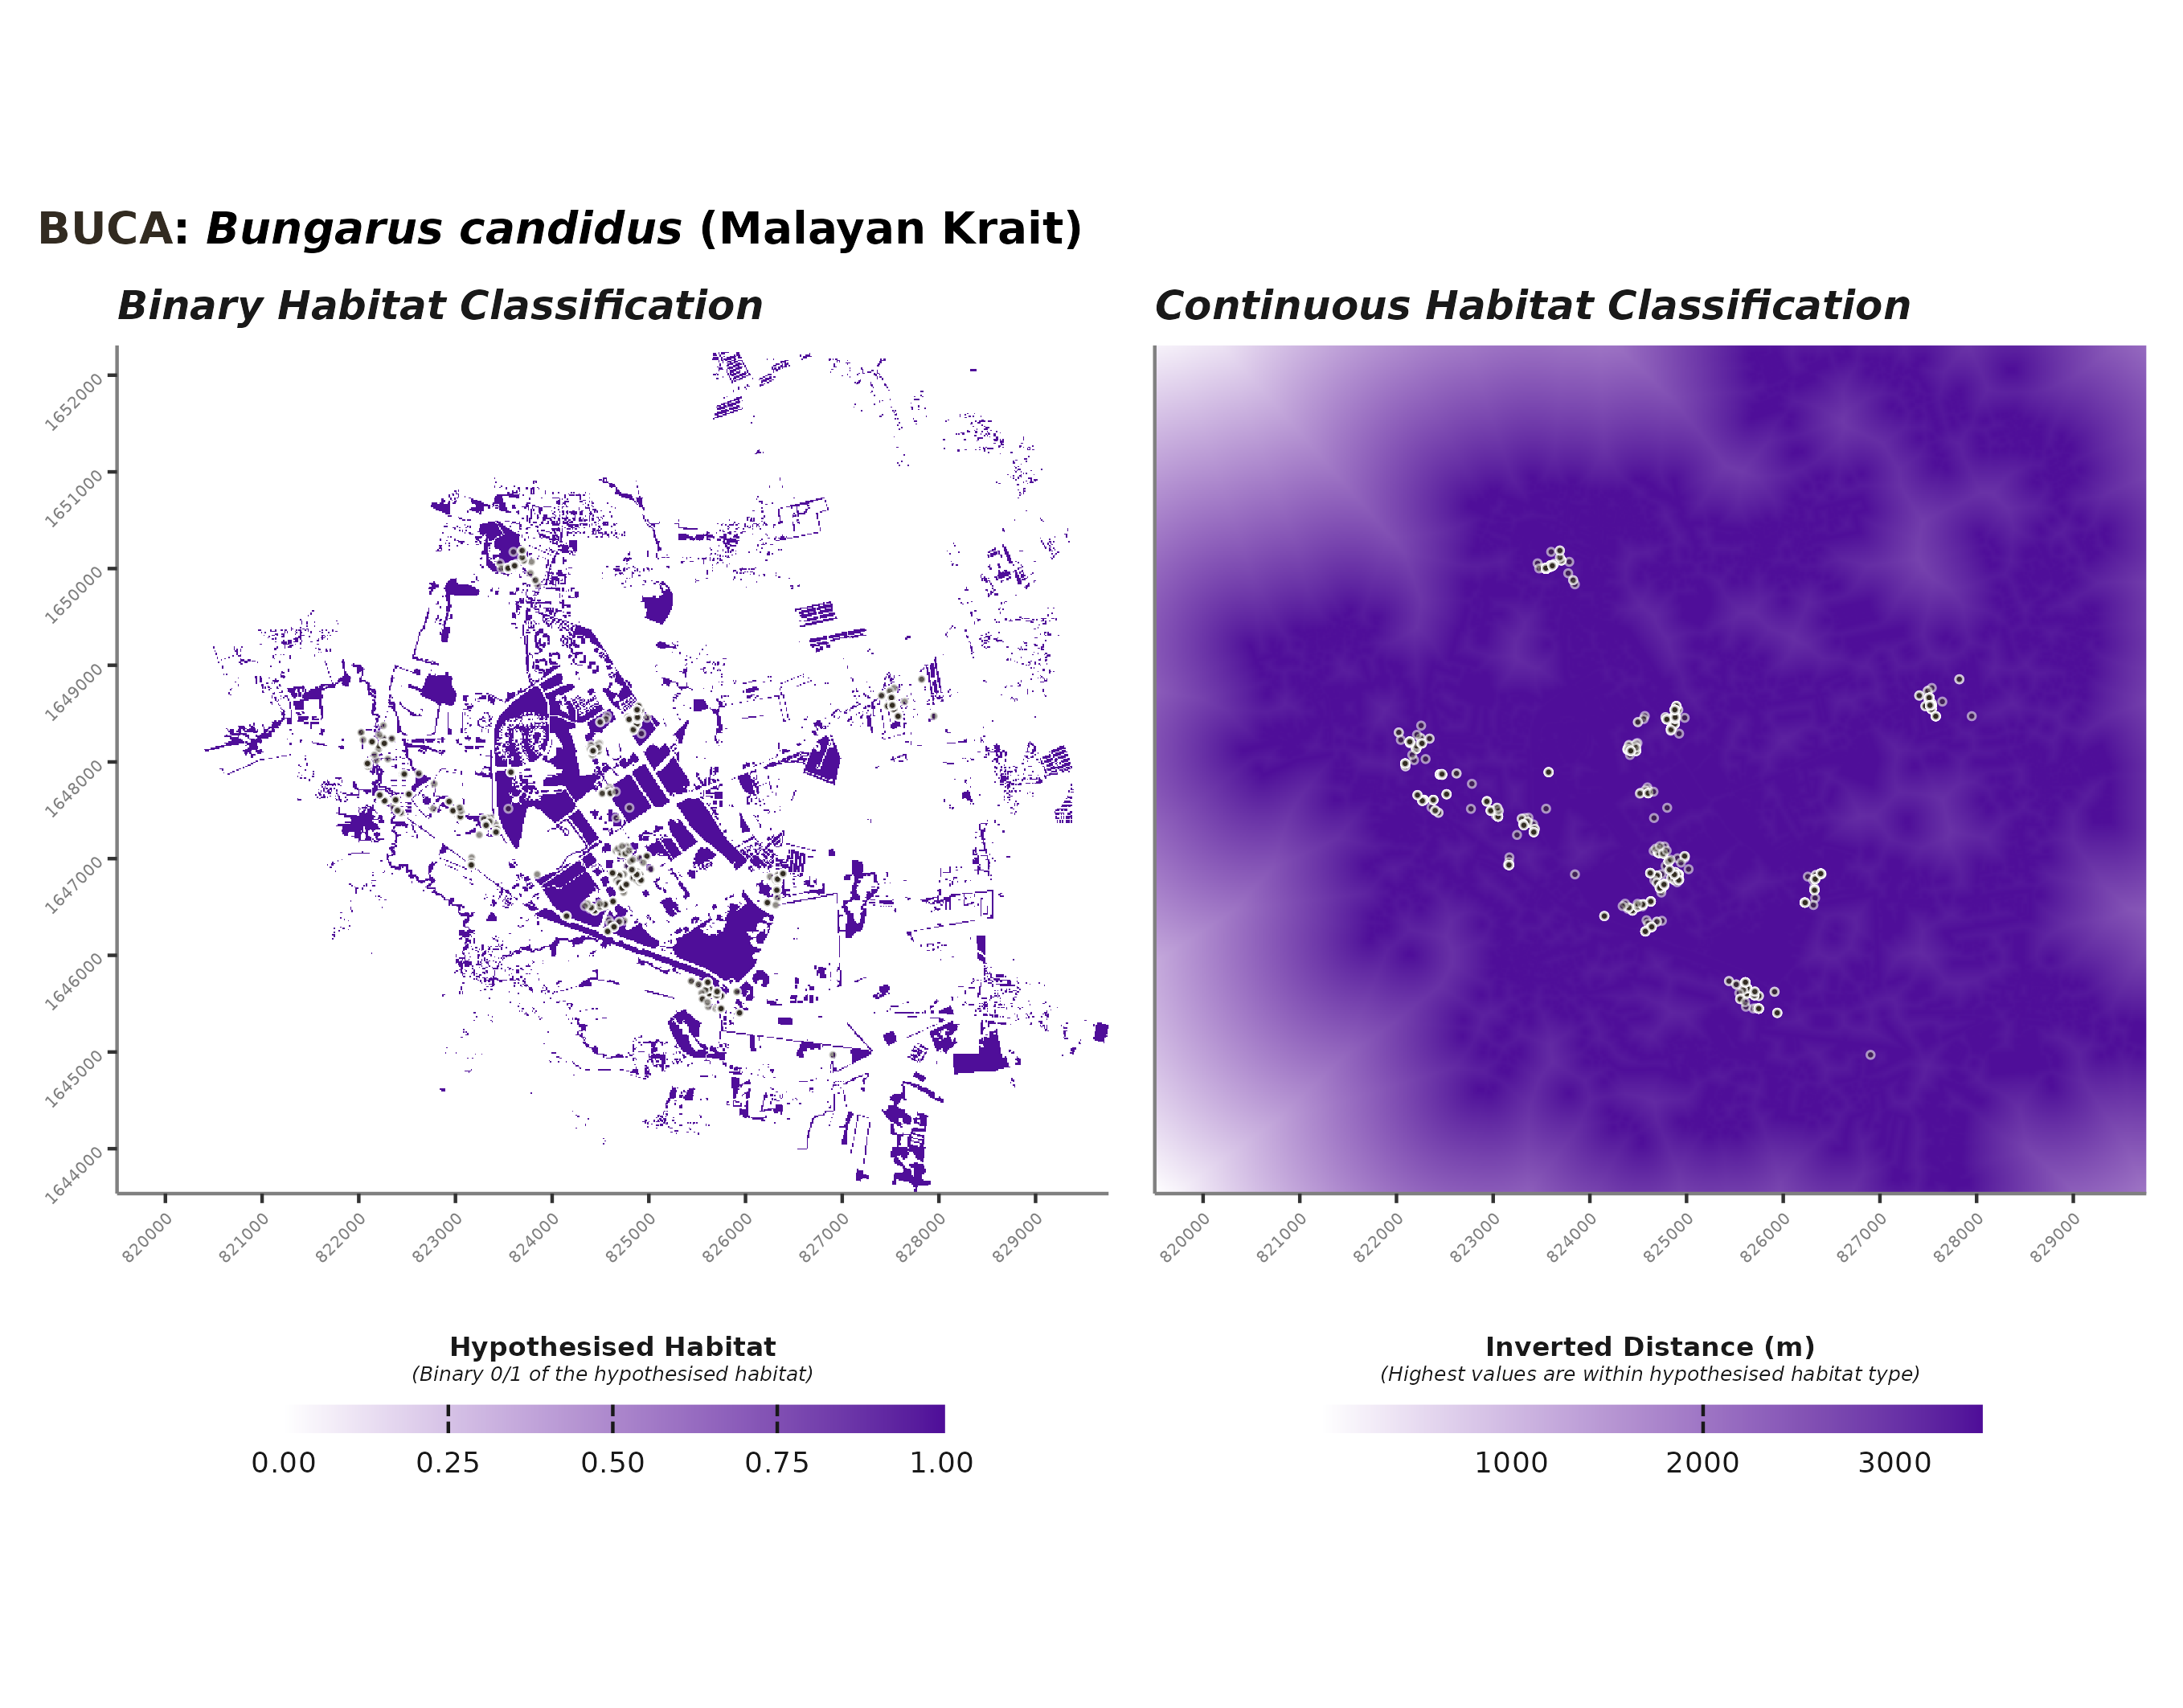 BUCA: Bungarus candidus (Malayan Krait)
Binary Habitat Classification
Continuous Habitat Classification
1652000
1651000
1650000
1649000
1648000
1647000
1646000
1645000
1644000
820000 821000 822000 823000 824000 825000 826000 827000 828000 829000
820000 821000 822000 823000 824000 825000 826000 827000 828000 829000
Hypothesised Habitat
(Binary 0/1 of the hypothesised habitat)
0.00 0.25 0.50 0.75 1.00
Inverted Distance (m)
(Highest values are within hypothesised habitat type)
1000 2000 3000